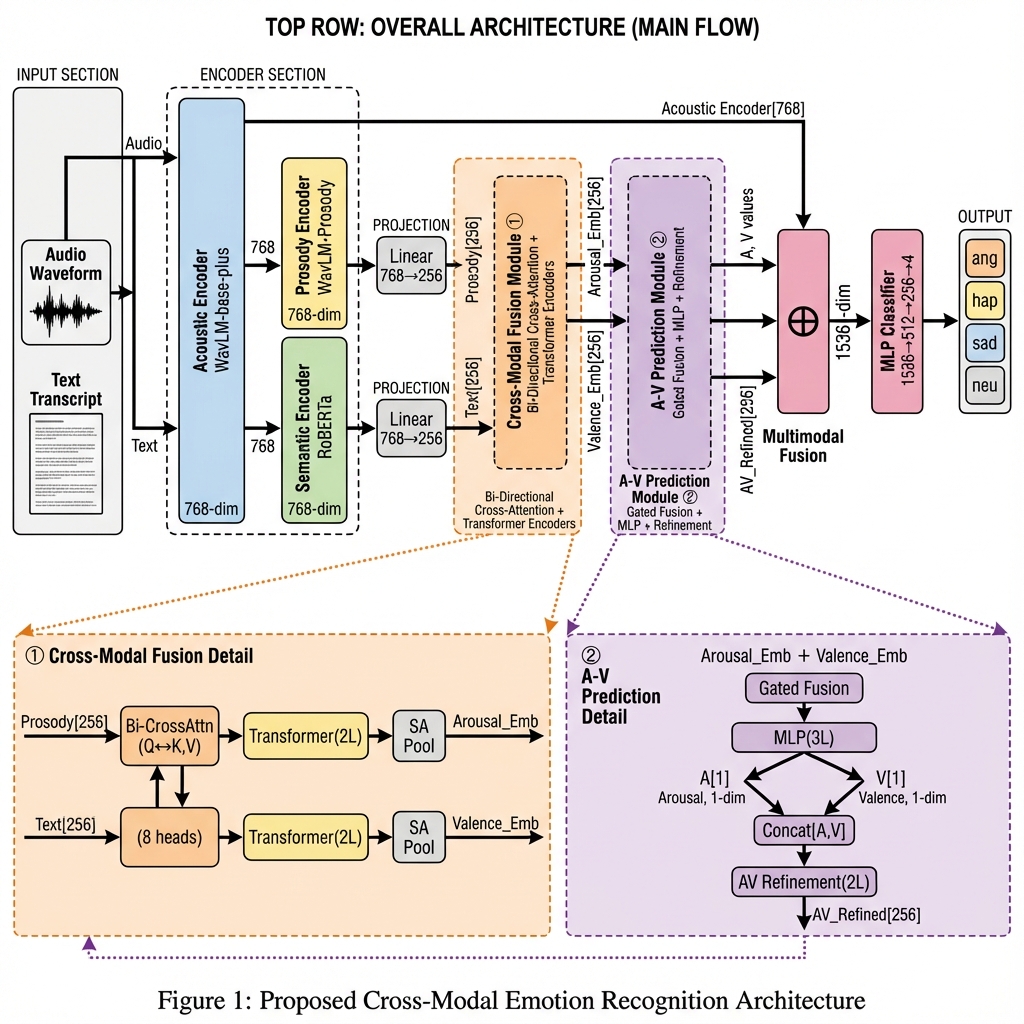 TOP ROW: OVERALL ARCHITECTURE (MAIN FLOW)
INPUT SECTION
Audio
Waveform
Text
Transcript
Audio
Text
ENCODER SECTION
Acoustic Encoder
WavLM-base-plus
768-dim
768
768
Prosody Encoder
WavLM-Prosody
768-dim
Semantic Encoder
RoBERTa
768-dim
PROJECTION
Linear
768→256
PROJECTION
Linear
768→256
Prosody[296]
Text[256]
Cross-Modal Fusion Module ①
Bi-Directional Cross-Attention +
Transformer Encoders
Bi-Directional
Cross-Attention +
Transformer Encoders
Arousal_Emb[256]
Valence_Emb[256]
A-V Prediction Module ②
Gated Fusion + MLP + Refinement
A-V Prediction
Module ②
Gated Fusion +
MLP + Refinement
Acoustic Encoder[768]
A, V values
AV_Refined[296]
⊕
Multimodal
Fusion
1536-dim
MLP Classifier
1536→512→256→4
OUTPUT
ang
hap
sad
neu
① Cross-Modal Fusion Detail
Prosody[256]
Bi-CrossAttn
(Q↔K,V)
Transformer(2L)
SA
Pool
Arousal_Emb
Text[256]
(8 heads)
Transformer(2L)
SA
Pool
Valence_Emb
②
A-V
Prediction
Detail
Arousal_Emb + Valence_Emb
Gated Fusion
MLP(3L)
A[1]
Arousal, 1-dim
V[1]
Valence, 1-dim
Concat[A,V]
AV Refinement(2L)
AV_Refined[256]
Figure 1: Proposed Cross-Modal Emotion Recognition Architecture